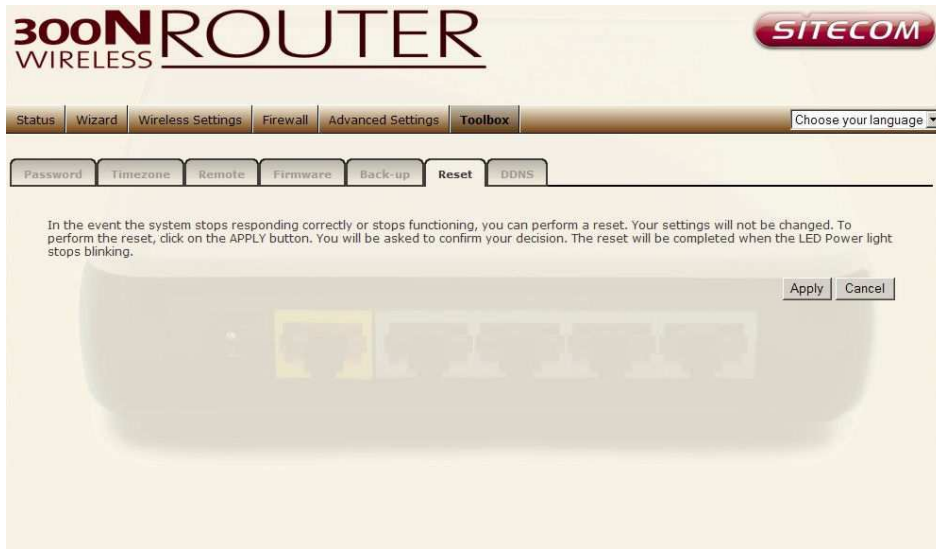 300N ROUTER
WIRELESS
SITECOM
Status Wizard Wireless Settings Firewall Advanced Settings Toolbox Choose your language
Password Timezone Remote Firmware Back-up Reset DDNS
In the event the system stops responding correctly or stops functioning, you can perform a reset. Your settings will not be changed. To
perform the reset, click on the APPLY button. You will be asked to confirm your decision. The reset will be completed when the LED Power light
stops blinking.
Apply Cancel